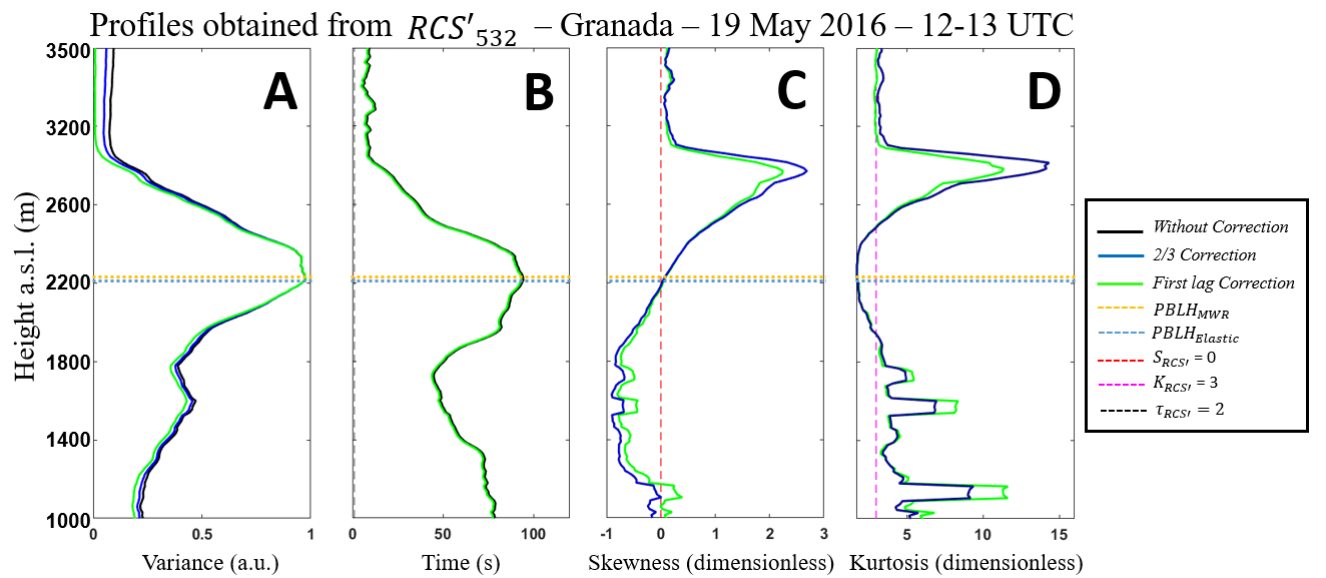 Profiles obtained from RCS'₅₃₂ – Granada – 19 May 2016 – 12-13 UTC
A
B
C
D
Height a.s.l. (m)
3500
3200
2600
2200
1800
1400
1000
0 0.5 1
0 50 100
-1 0 1 2 3
5 10 15
Variance (a.u.)
Time (s)
Skewness (dimensionless)
Kurtosis (dimensionless)
Without Correction
2/3 Correction
First lag Correction
PBLH_MWR
PBLH_Elastic
S_RCS' = 0
K_RCS' = 3
τ_RCS' = 2